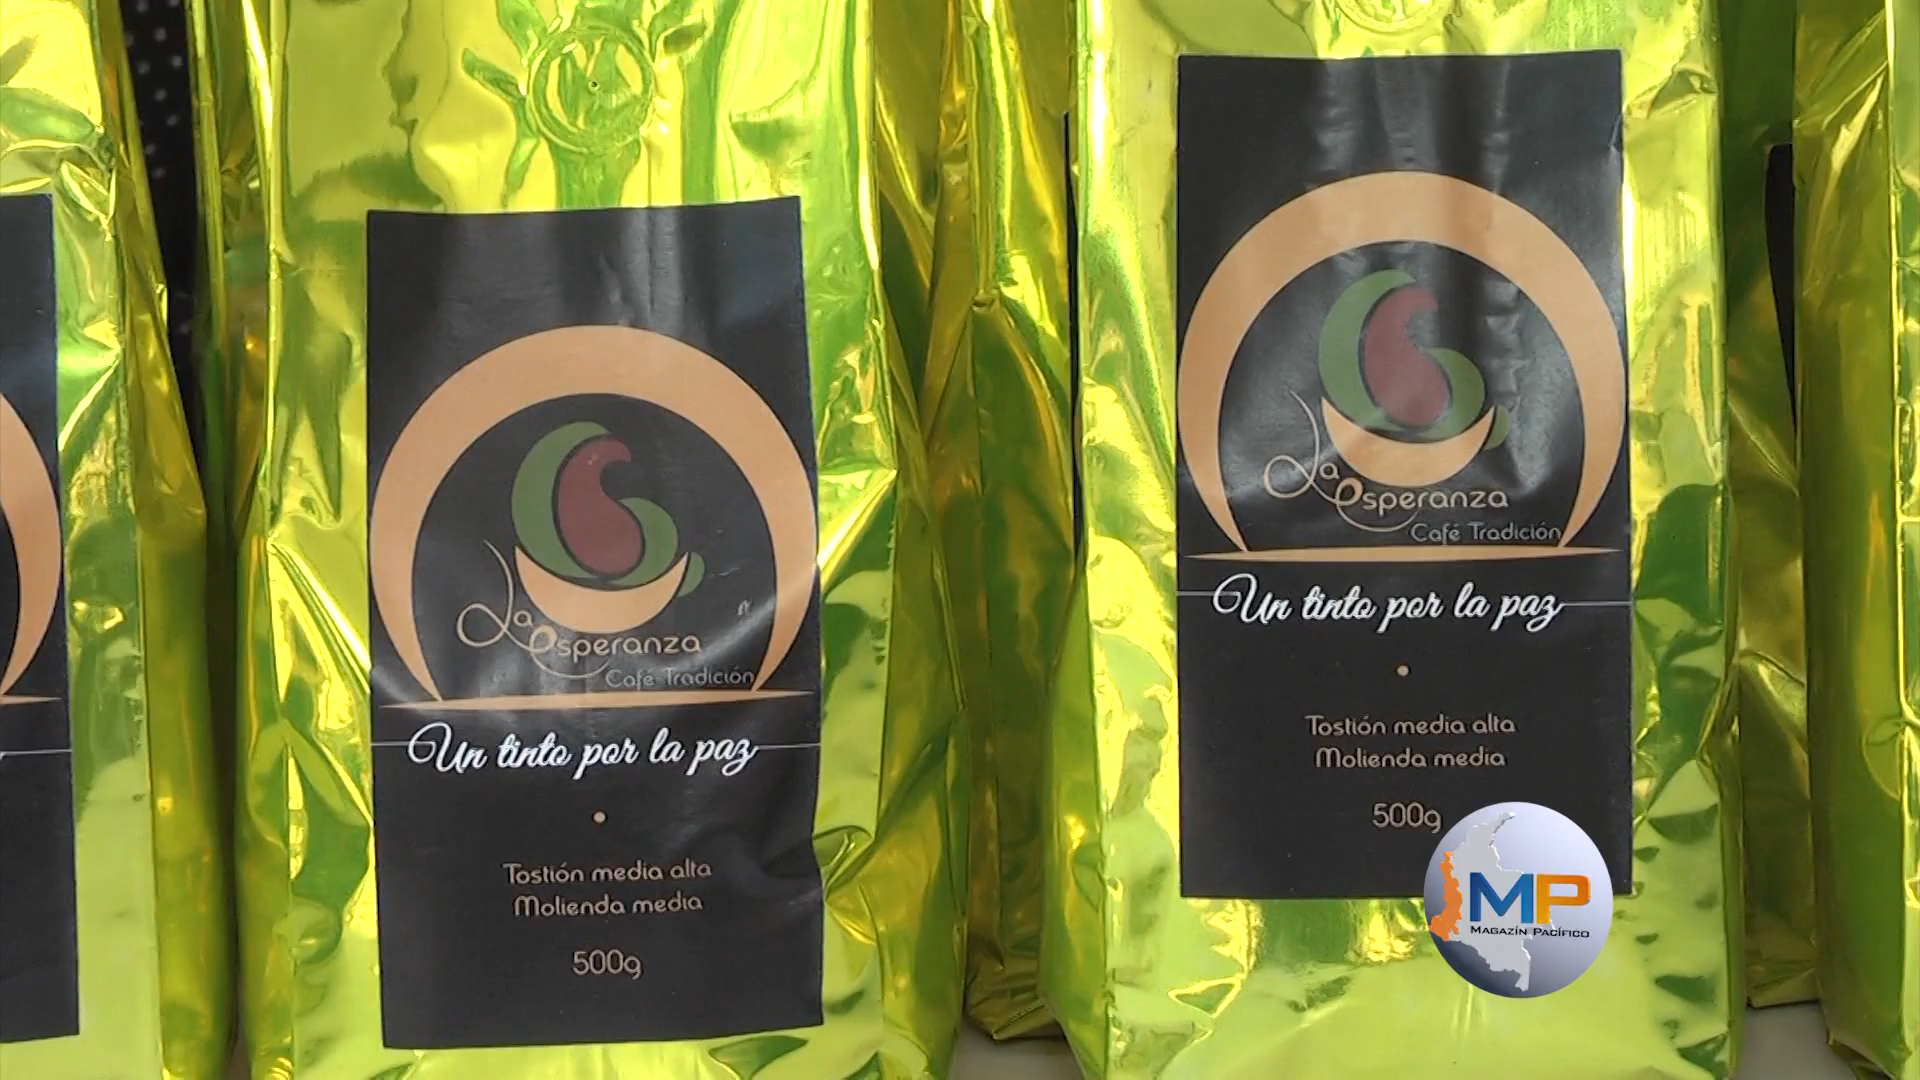 La Esperanza
Café Tradición
Un tinto por la paz
Tostión media alta
Molienda media
500g
La Esperanza
Café Tradición
Un tinto por la paz
Tostión media alta
Molienda media
500g
MP
MAGAZÍN PACÍFICO